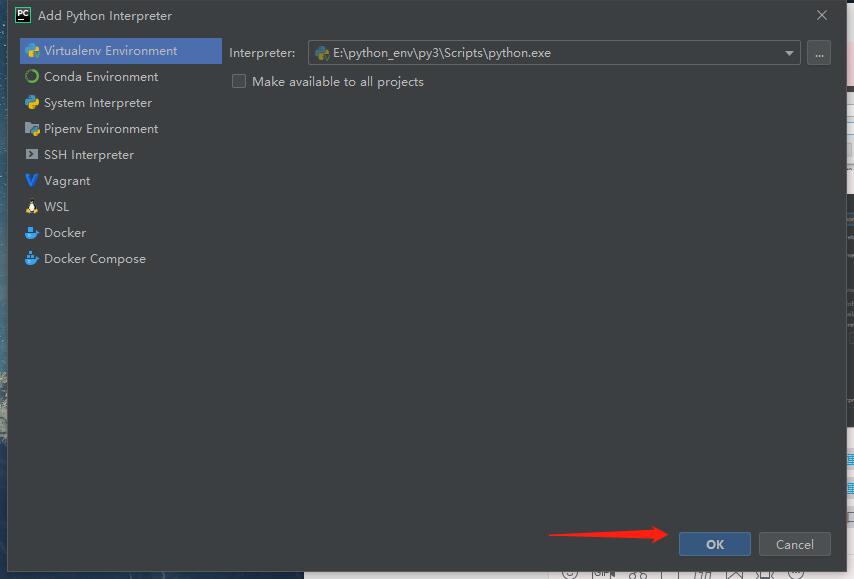 PC Add Python Interpreter
Virtualenv Environment
Conda Environment
System Interpreter
Pipenv Environment
SSH Interpreter
Vagrant
WSL
Docker
Docker Compose
Interpreter: E:\python_env\py3\Scripts\python.exe ...
Make available to all projects
OK Cancel